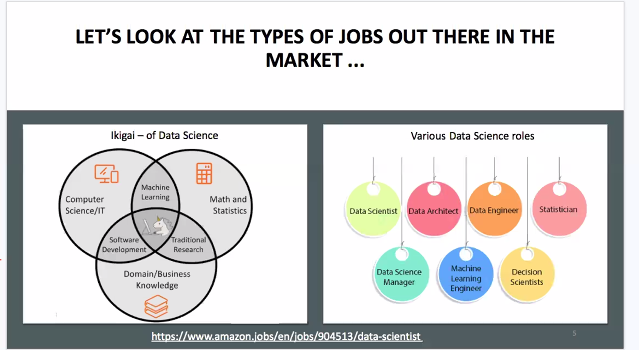 LET'S LOOK AT THE TYPES OF JOBS OUT THERE IN THE
MARKET ...
Ikigai – of Data Science
Computer
Science/IT
Machine
Learning
Math and
Statistics
Software
Development
Traditional
Research
Domain/Business
Knowledge
Various Data Science roles
Data Scientist
Data Architect
Data Engineer
Statistician
Data Science
Manager
Machine
Learning
Engineer
Decision
Scientists
https://www.amazon.jobs/en/jobs/904513/data-scientist
5